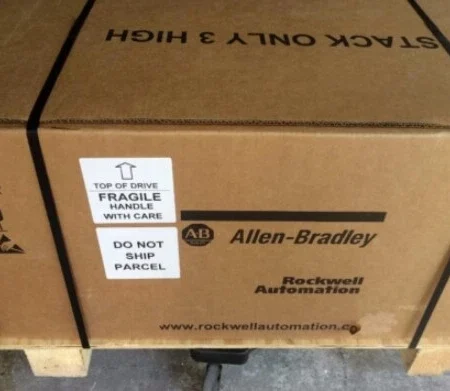 STACK ONLY 3 HIGH
TOP OF DRIVE
FRAGILE
HANDLE
WITH CARE
DO NOT
SHIP
PARCEL
AB Allen-Bradley
Rockwell
Automation
www.rockwellautomation.c